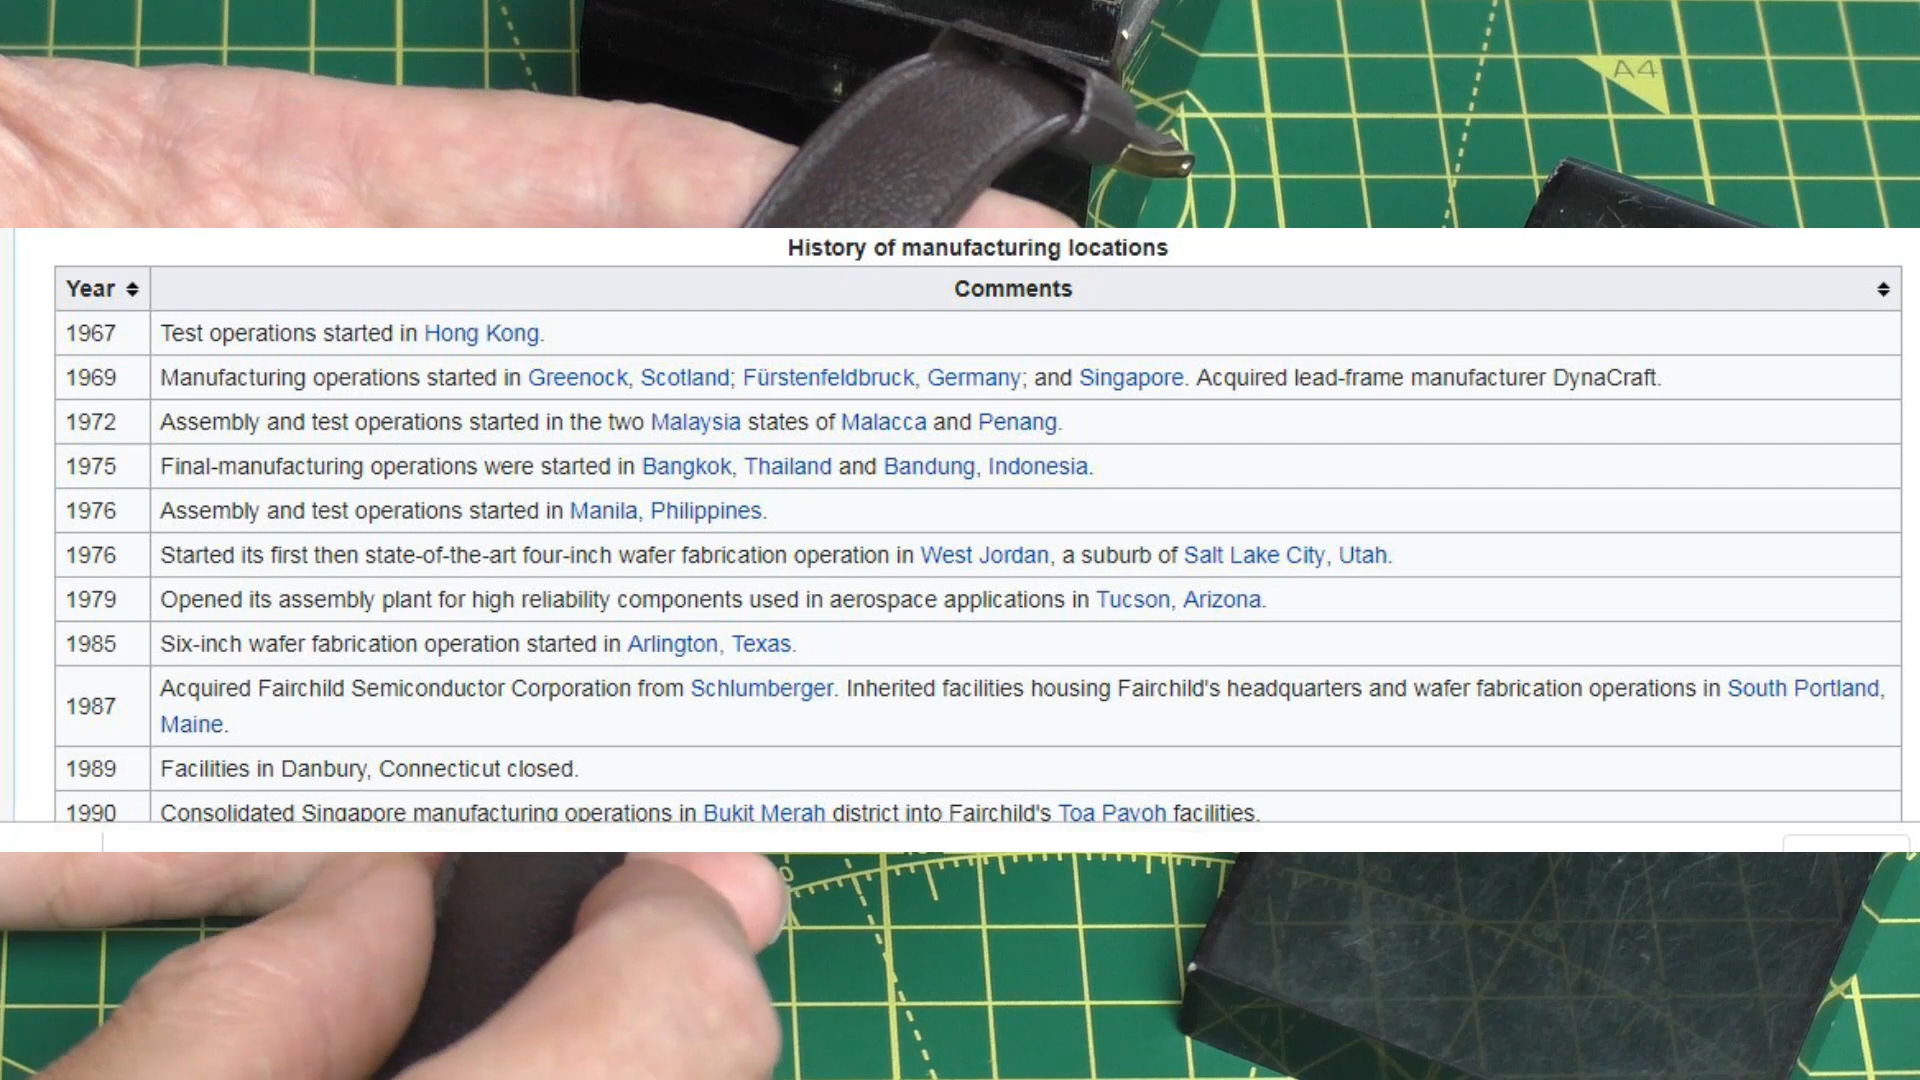 A4
History of manufacturing locations
Year Comments
1967 Test operations started in Hong Kong.
1969 Manufacturing operations started in Greenock, Scotland; Fürstenfeldbruck, Germany; and Singapore. Acquired lead-frame manufacturer DynaCraft.
1972 Assembly and test operations started in the two Malaysia states of Malacca and Penang.
1975 Final-manufacturing operations were started in Bangkok, Thailand and Bandung, Indonesia.
1976 Assembly and test operations started in Manila, Philippines.
1976 Started its first then state-of-the-art four-inch wafer fabrication operation in West Jordan, a suburb of Salt Lake City, Utah.
1979 Opened its assembly plant for high reliability components used in aerospace applications in Tucson, Arizona.
1985 Six-inch wafer fabrication operation started in Arlington, Texas.
1987 Acquired Fairchild Semiconductor Corporation from Schlumberger. Inherited facilities housing Fairchild's headquarters and wafer fabrication operations in South Portland,
Maine.
1989 Facilities in Danbury, Connecticut closed.
1990 Consolidated Singapore manufacturing operations in Bukit Merah district into Fairchild's Toa Payoh facilities.